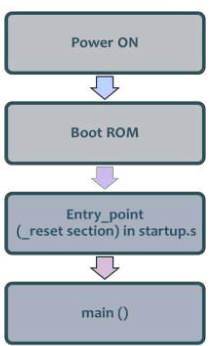 Power ON
Boot ROM
Entry_point
(_reset section) in startup.s
main ()